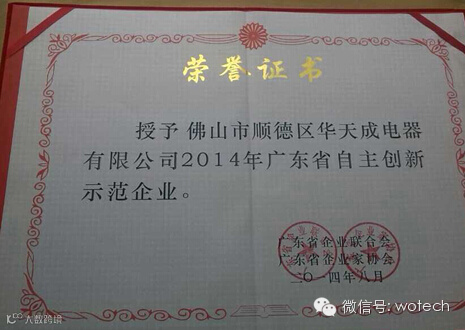 荣誉证书
授予 佛山市顺德区华天成电器
有限公司2014年广东省自主创新
示范企业。
广东省企业联合会
广东省企业家协会
二〇一四年八月
微信号: wotech